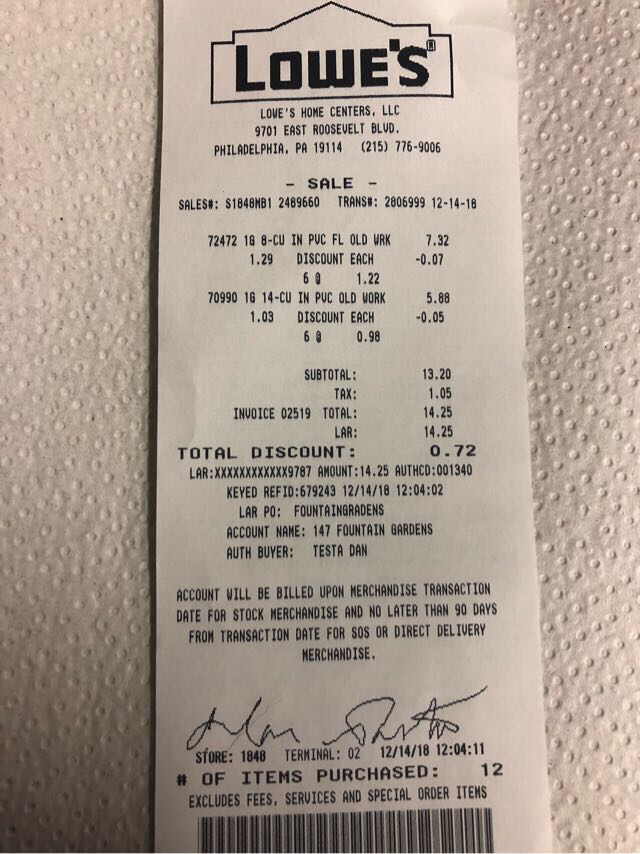 LOWE'S®
LOWE'S HOME CENTERS, LLC
9701 EAST ROOSEVELT BLVD.
PHILADELPHIA, PA 19114 (215) 776-9006
- SALE -
SALES#: S1848MB1 2489660 TRANS#: 2806999 12-14-18
72472 1G 8-CU IN PVC FL OLD WRK 7.32
1.29 DISCOUNT EACH -0.07
6 @ 1.22
70990 1G 14-CU IN PVC OLD WORK 5.88
1.03 DISCOUNT EACH -0.05
6 @ 0.98
SUBTOTAL: 13.20
TAX: 1.05
INVOICE 02519 TOTAL: 14.25
LAR: 14.25
TOTAL DISCOUNT: 0.72
LAR:XXXXXXXXXXXX9787 AMOUNT:14.25 AUTHCD:001340
KEYED REFID:679243 12/14/18 12:04:02
LAR PO: FOUNTAINGRADENS
ACCOUNT NAME: 147 FOUNTAIN GARDENS
AUTH BUYER: TESTA DAN
ACCOUNT WILL BE BILLED UPON MERCHANDISE TRANSACTION
DATE FOR STOCK MERCHANDISE AND NO LATER THAN 90 DAYS
FROM TRANSACTION DATE FOR SOS OR DIRECT DELIVERY
MERCHANDISE.
STORE: 1848 TERMINAL: 02 12/14/18 12:04:11
# OF ITEMS PURCHASED: 12
EXCLUDES FEES, SERVICES AND SPECIAL ORDER ITEMS